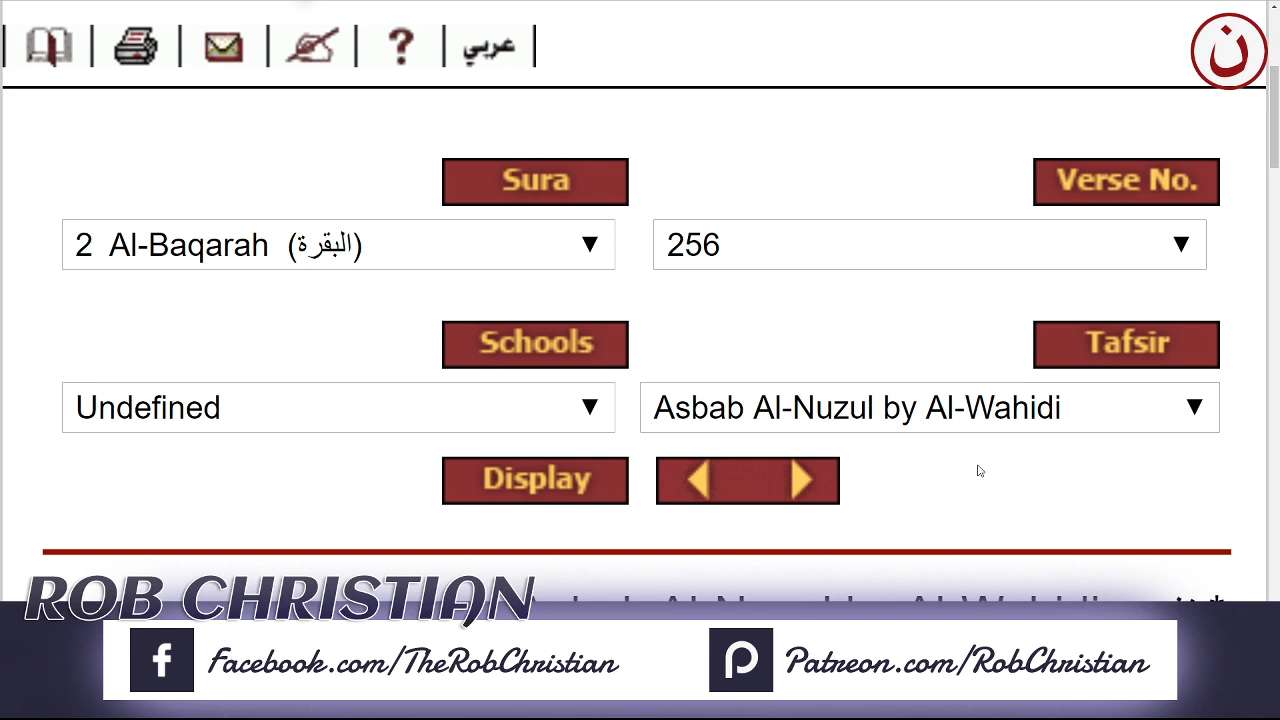 عربي
ن
Sura
Verse No.
2 Al-Baqarah (البقرة)
256
Schools
Tafsir
Undefined
Asbab Al-Nuzul by Al-Wahidi
Display
ROB CHRISTIAN
Facebook.com/TheRobChristian
Patreon.com/RobChristian